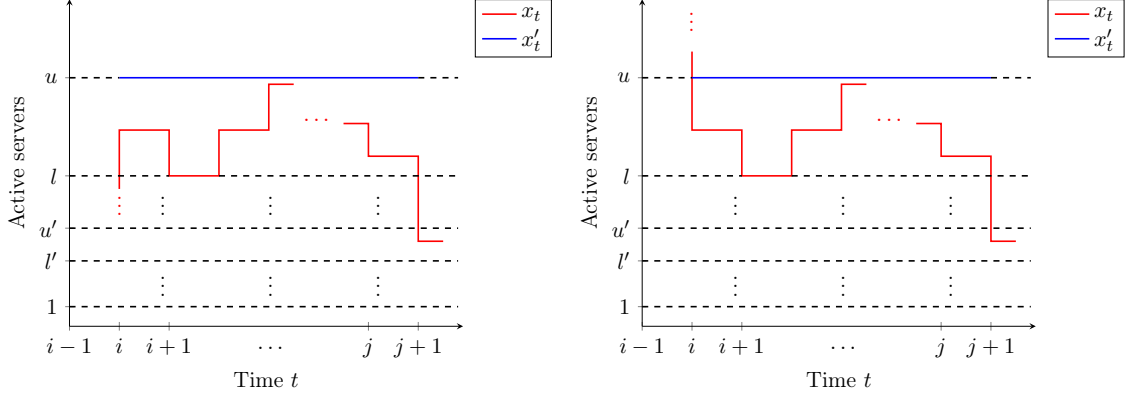 x_t
x'_t
u
l
u'
l'
1
Active servers
i − 1 i i + 1 ⋯ j j + 1
Time t
x_t
x'_t
u
l
u'
l'
1
Active servers
i − 1 i i + 1 ⋯ j j + 1
Time t